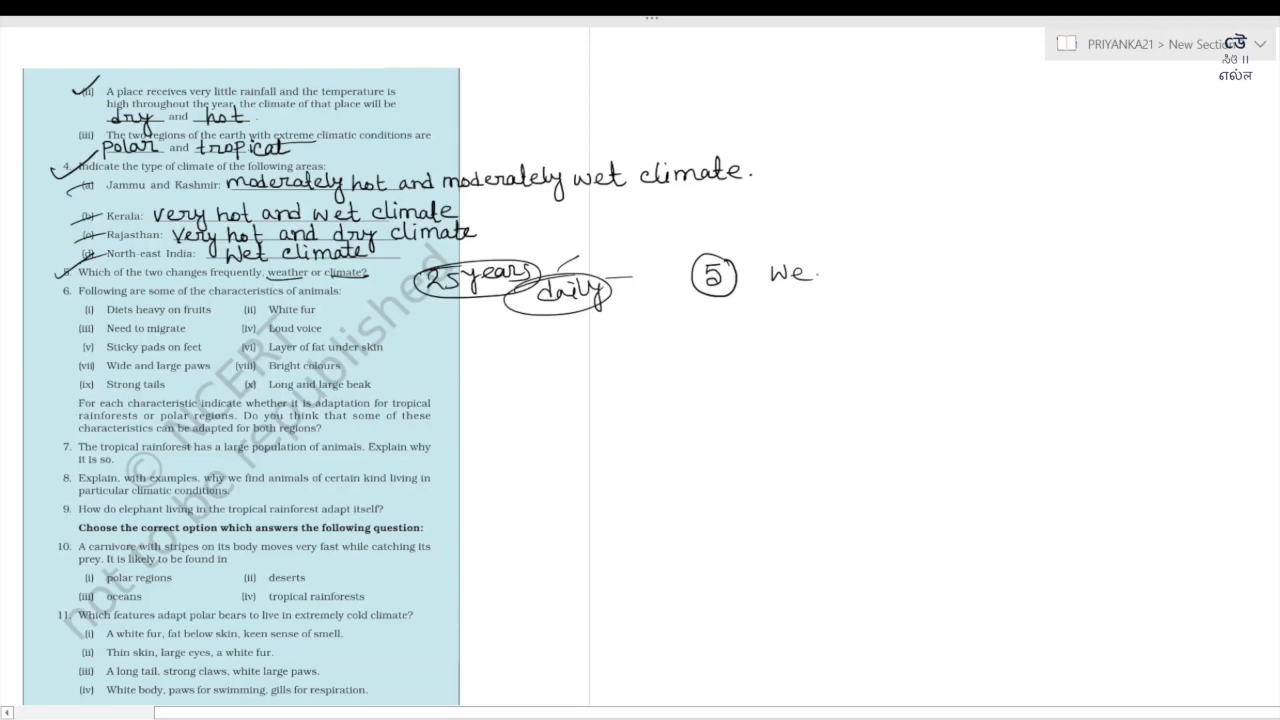 PRIYANKA21 > New Section
(ii) A place receives very little rainfall and the temperature is
high throughout the year, the climate of that place will be
dry and hot.
(iii) The two regions of the earth with extreme climatic conditions are
polar and tropical
4. Indicate the type of climate of the following areas:
(a) Jammu and Kashmir: moderately hot and moderately wet climate.
(b) Kerala: very hot and wet climate
(c) Rajasthan: very hot and dry climate
(d) North-east India: wet climate
5. Which of the two changes frequently, weather or climate?
25 years
daily
5 We
6. Following are some of the characteristics of animals:
(i) Diets heavy on fruits (ii) White fur
(iii) Need to migrate (iv) Loud voice
(v) Sticky pads on feet (vi) Layer of fat under skin
(vii) Wide and large paws (viii) Bright colours
(ix) Strong tails (x) Long and large beak
For each characteristic indicate whether it is adaptation for tropical
rainforests or polar regions. Do you think that some of these
characteristics can be adapted for both regions?
7. The tropical rainforest has a large population of animals. Explain why
it is so.
8. Explain, with examples, why we find animals of certain kind living in
particular climatic conditions.
9. How do elephant living in the tropical rainforest adapt itself?
Choose the correct option which answers the following question:
10. A carnivore with stripes on its body moves very fast while catching its
prey. It is likely to be found in
(i) polar regions (ii) deserts
(iii) oceans (iv) tropical rainforests
11. Which features adapt polar bears to live in extremely cold climate?
(i) A white fur, fat below skin, keen sense of smell.
(ii) Thin skin, large eyes, a white fur.
(iii) A long tail, strong claws, white large paws.
(iv) White body, paws for swimming, gills for respiration.
© NCERT
not to be republished